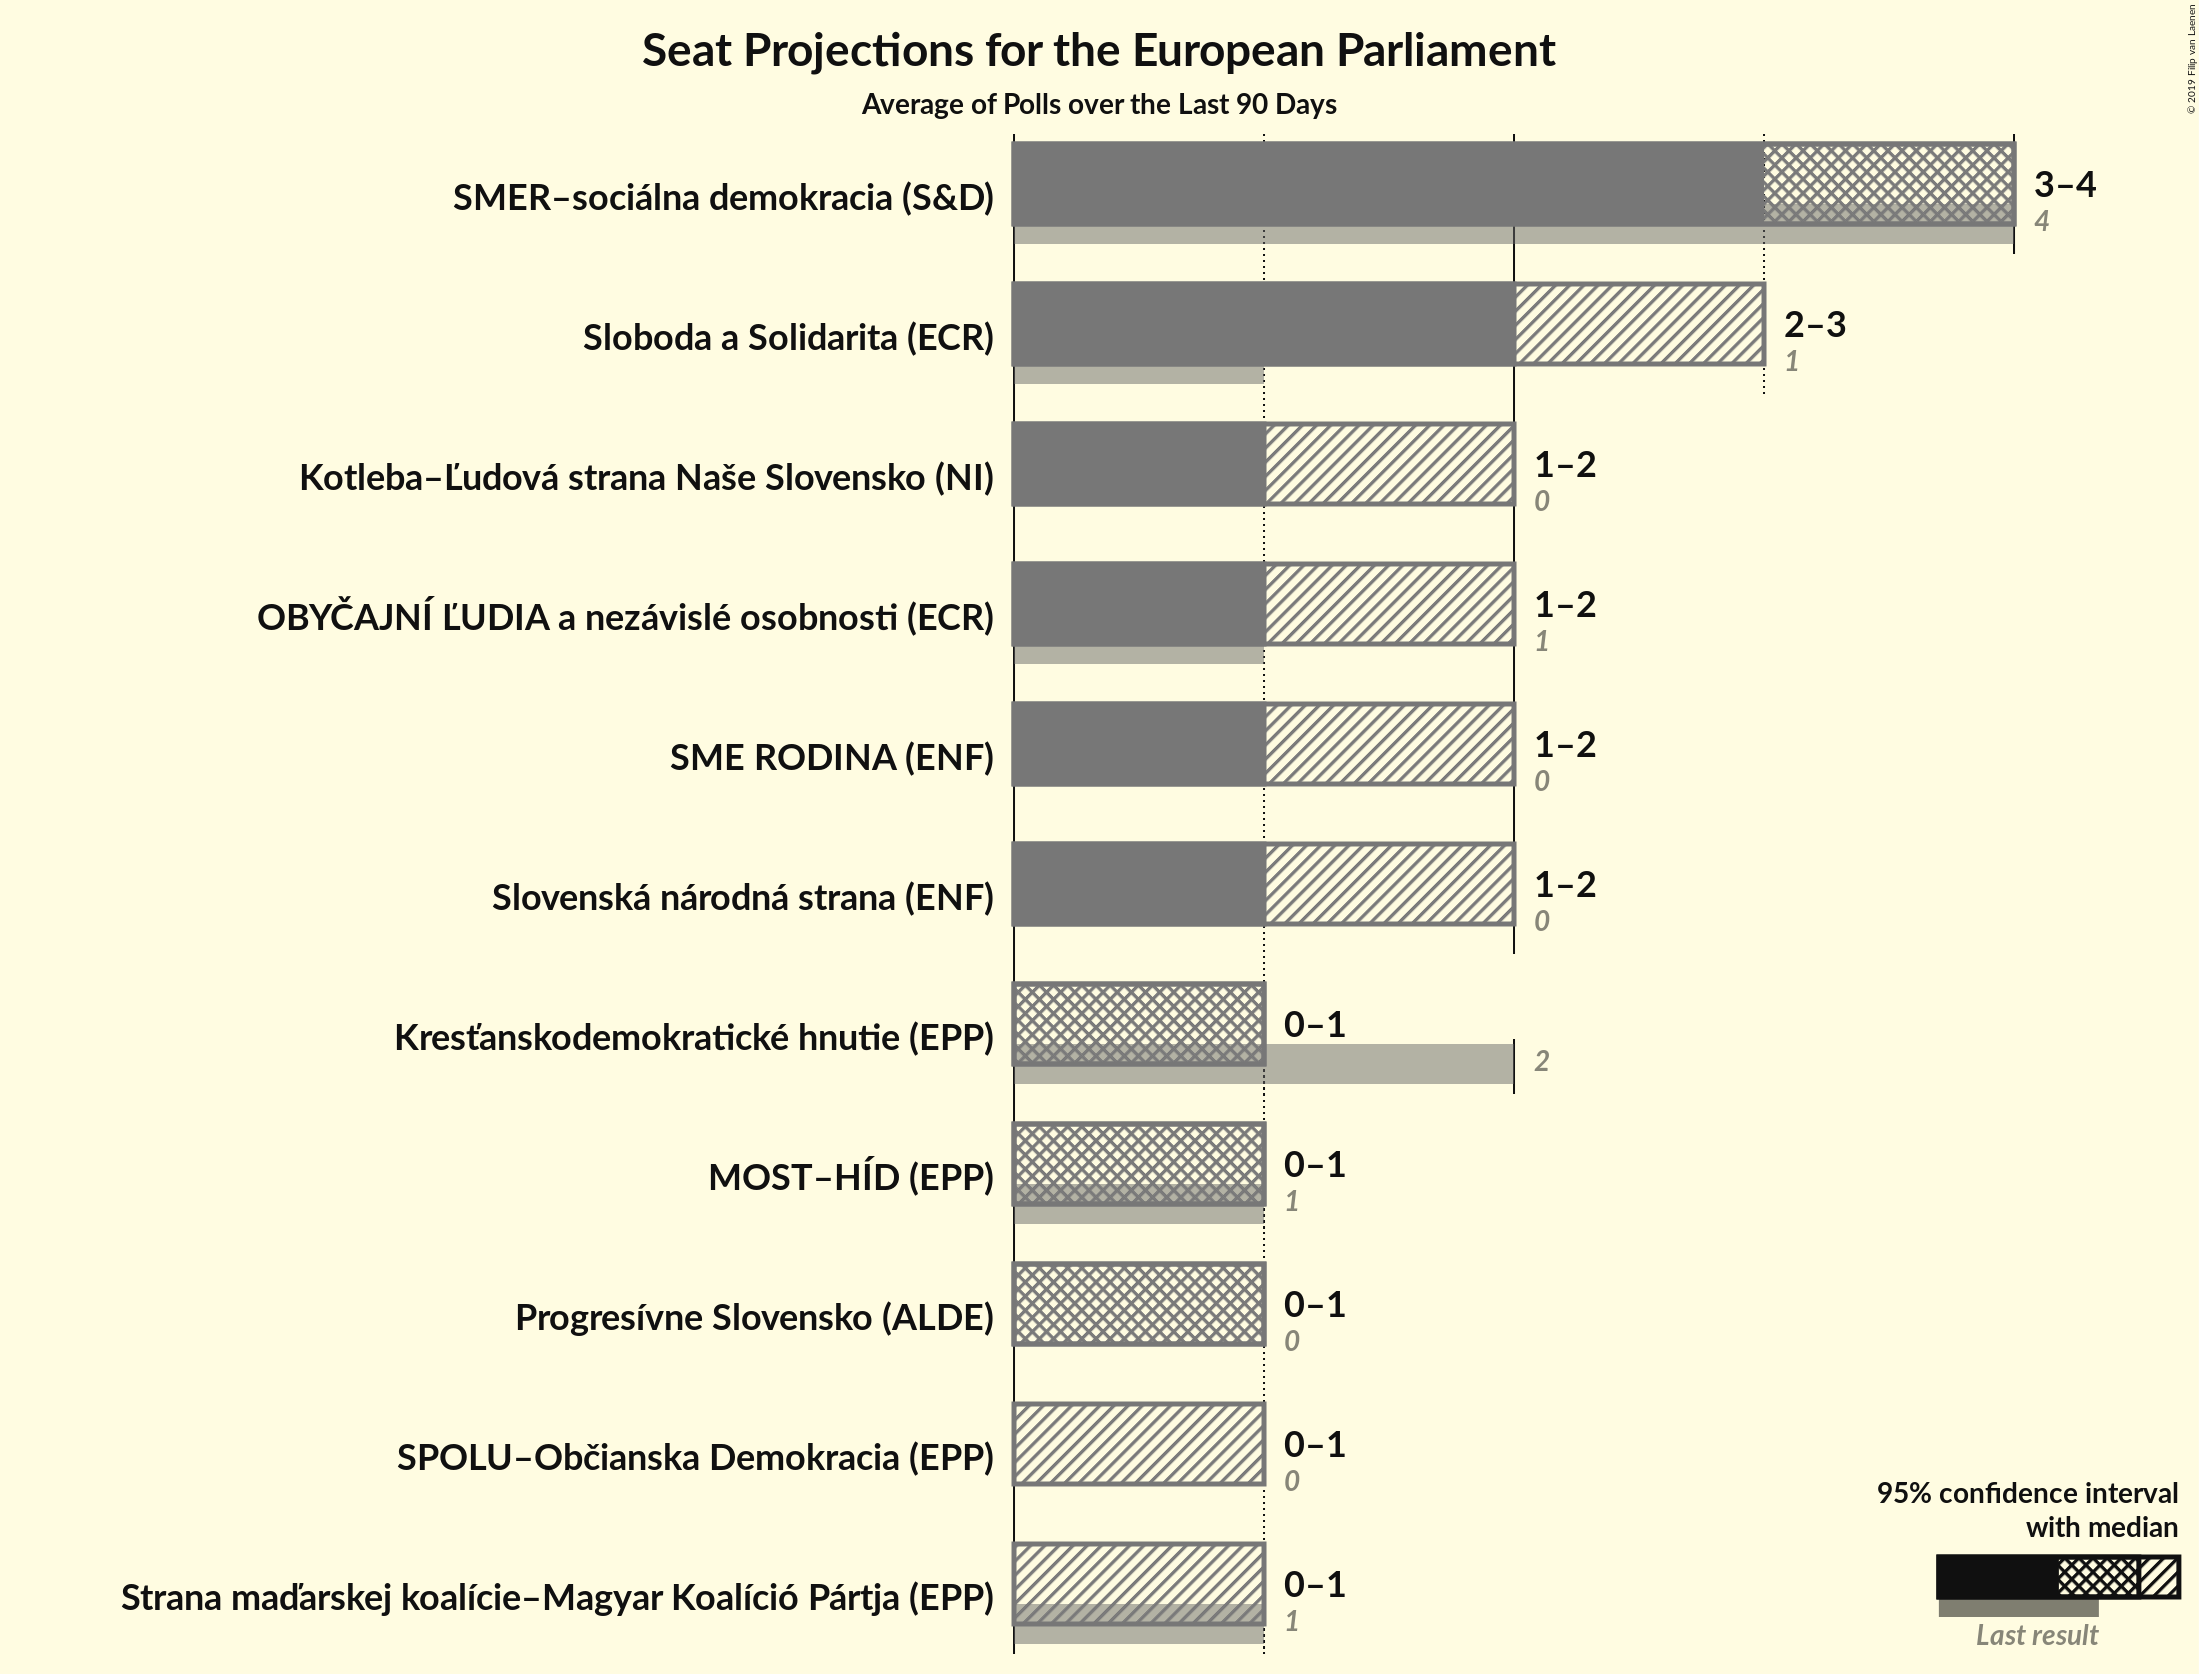 Seat Projections for the European Parliament
Average of Polls over the Last 90 Days
© 2019 Filip van Laenen
SMER–sociálna demokracia (S&D)
3–4
4
Sloboda a Solidarita (ECR)
2–3
1
Kotleba–Ľudová strana Naše Slovensko (NI)
1–2
0
OBYČAJNÍ ĽUDIA a nezávislé osobnosti (ECR)
1–2
1
SME RODINA (ENF)
1–2
0
Slovenská národná strana (ENF)
1–2
0
Kresťanskodemokratické hnutie (EPP)
0–1
2
MOST–HÍD (EPP)
0–1
1
Progresívne Slovensko (ALDE)
0–1
0
SPOLU–Občianska Demokracia (EPP)
0–1
0
Strana maďarskej koalície–Magyar Koalíció Pártja (EPP)
0–1
1
95% confidence interval
with median
Last result